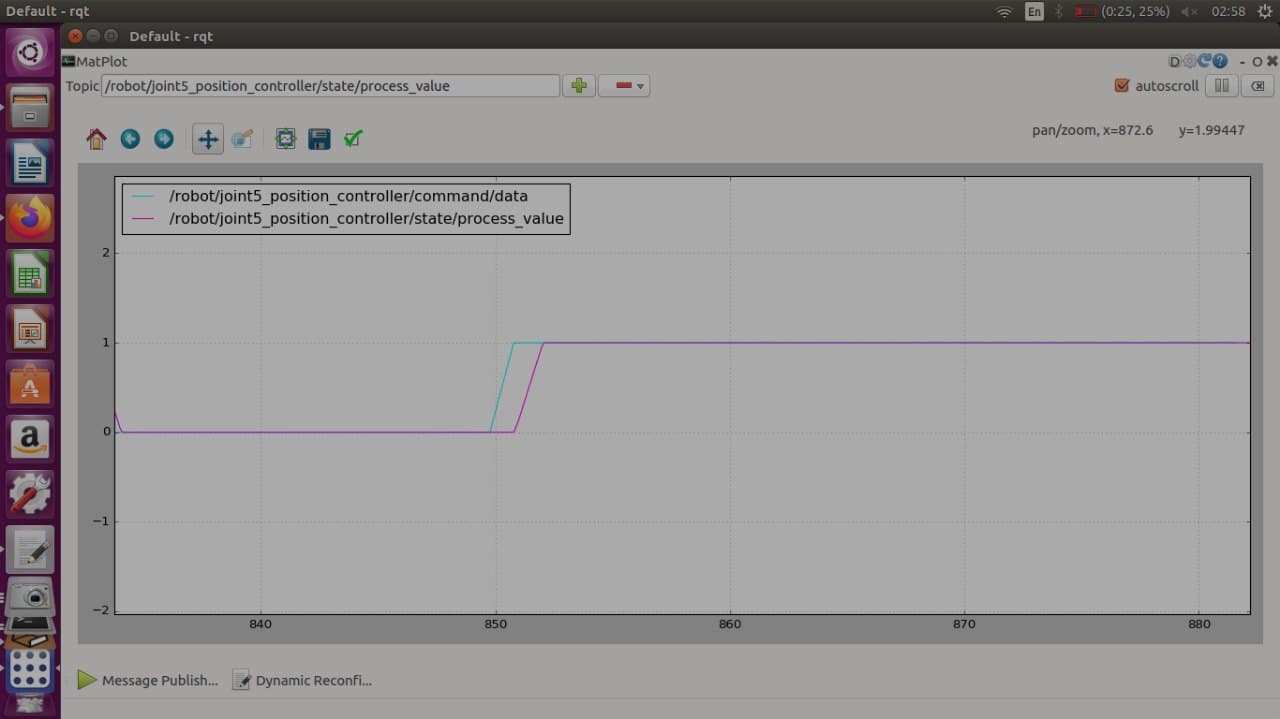 Default - rqt
En
(0:25, 25%)
02:58
Default - rqt
MatPlot
D
?
- O
Topic /robot/joint5_position_controller/state/process_value
autoscroll
pan/zoom, x=872.6 y=1.99447
/robot/joint5_position_controller/command/data
/robot/joint5_position_controller/state/process_value
2
1
0
−1
−2
840 850 860 870 880
Message Publish... Dynamic Reconfi...